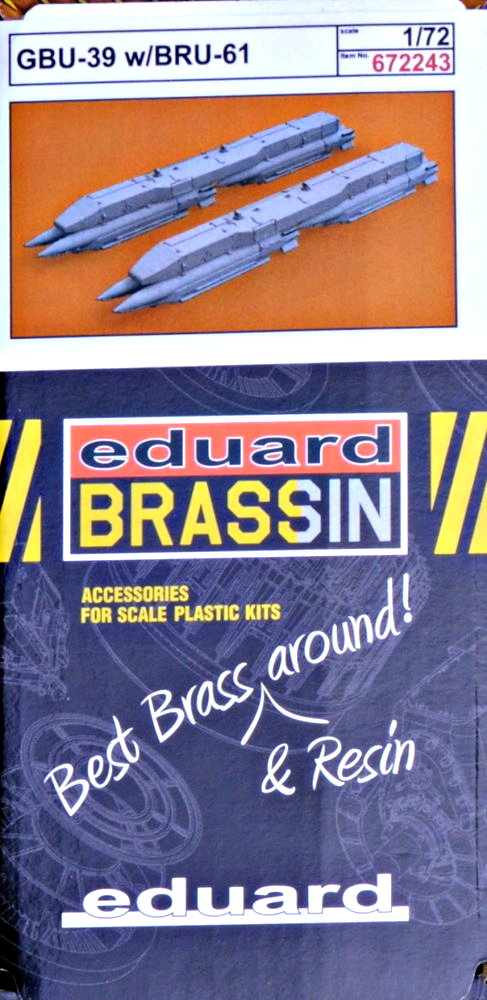 GBU-39 w/BRU-61
scale
1/72
Item No.
672243
eduard
BRASSIN
ACCESSORIES
FOR SCALE PLASTIC KITS
Best Brass around!
& Resin
eduard